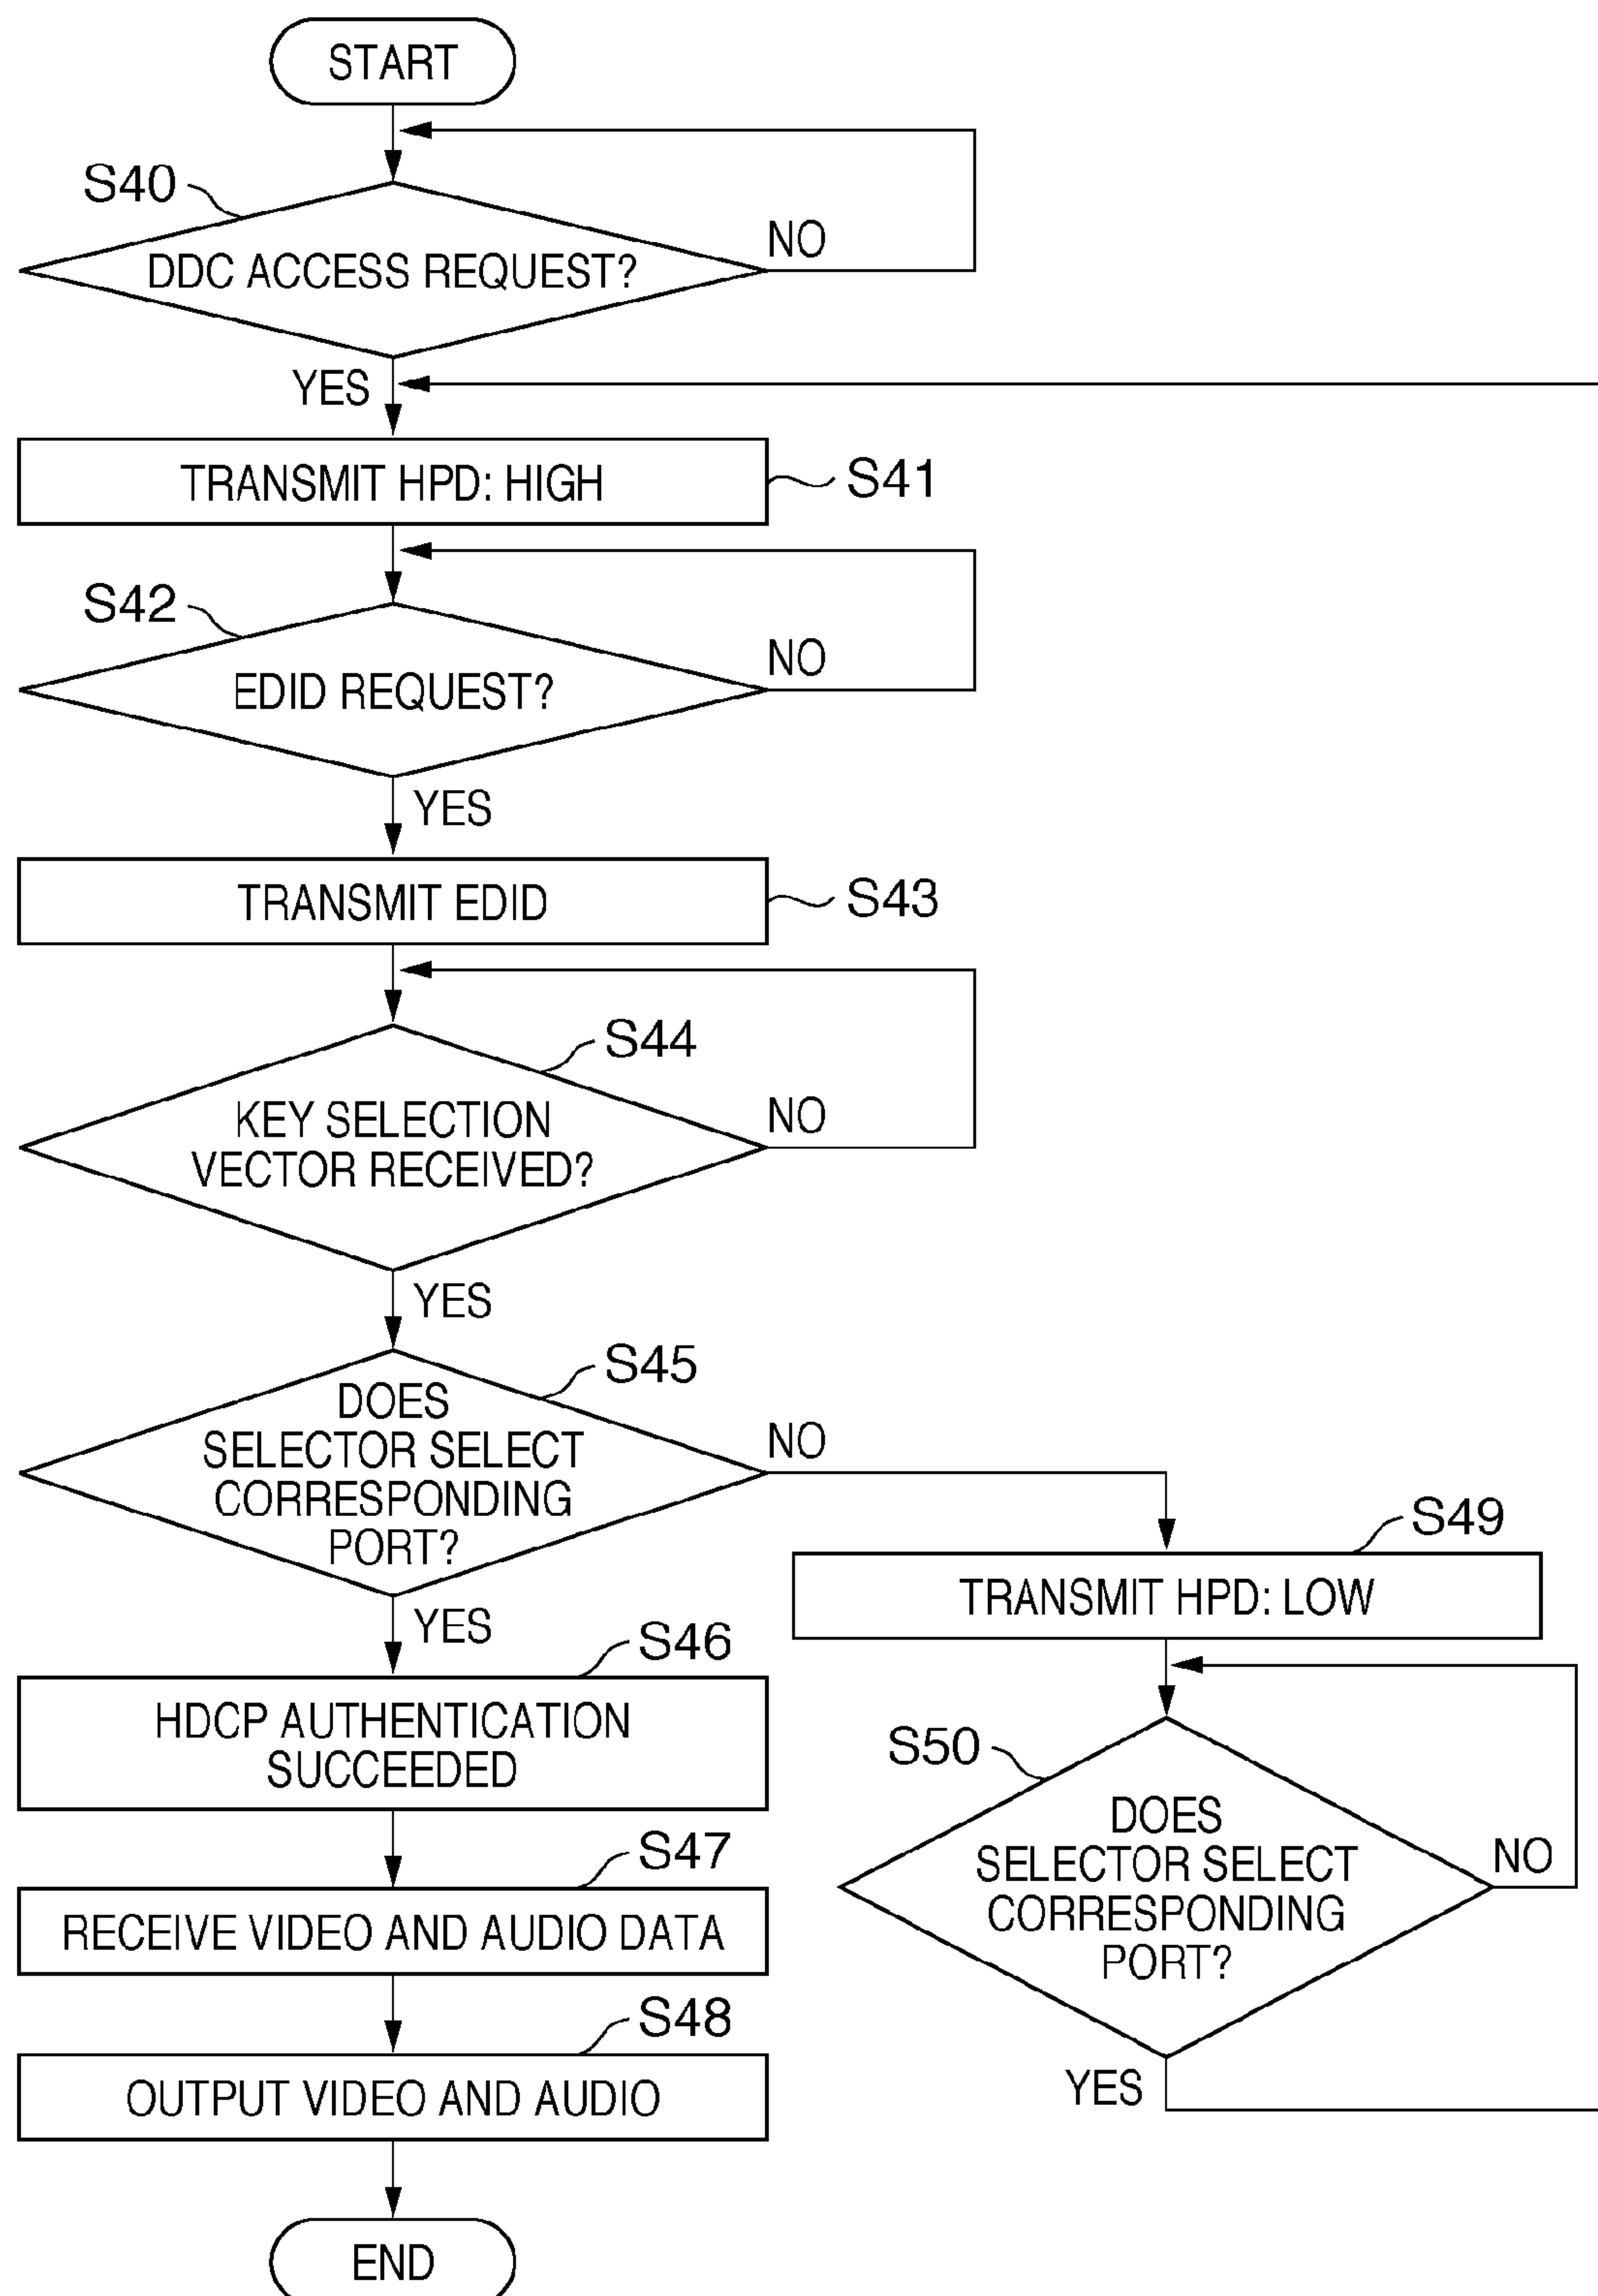 START
S40
DDC ACCESS REQUEST?
NO
YES
TRANSMIT HPD: HIGH
S41
S42
EDID REQUEST?
NO
YES
TRANSMIT EDID
S43
S44
KEY SELECTION
VECTOR RECEIVED?
NO
YES
S45
DOES
SELECTOR SELECT
CORRESPONDING
PORT?
NO
YES
S46
HDCP AUTHENTICATION
SUCCEEDED
S47
RECEIVE VIDEO AND AUDIO DATA
S48
OUTPUT VIDEO AND AUDIO
END
S49
TRANSMIT HPD: LOW
S50
DOES
SELECTOR SELECT
CORRESPONDING
PORT?
NO
YES